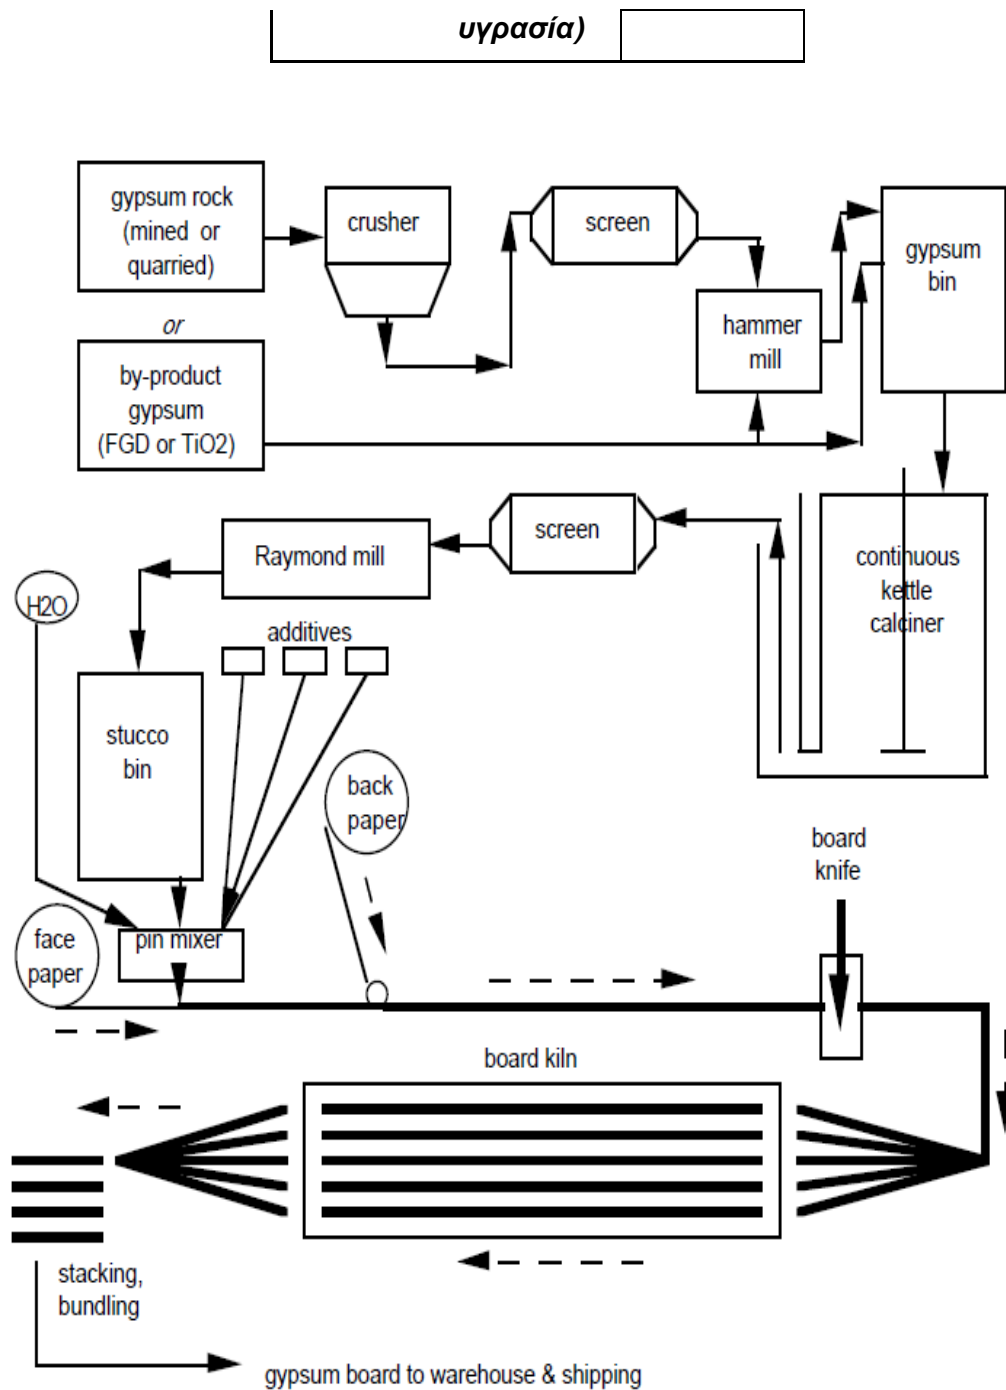 υγρασία)
gypsum rock
(mined or
quarried)
crusher
screen
gypsum
bin
hammer
mill
or
by-product
gypsum
(FGD or TiO2)
screen
Raymond mill
continuous
kettle
calciner
H2O
additives
stucco
bin
back
paper
board
knife
face
paper
pin mixer
board kiln
stacking,
bundling
gypsum board to warehouse & shipping